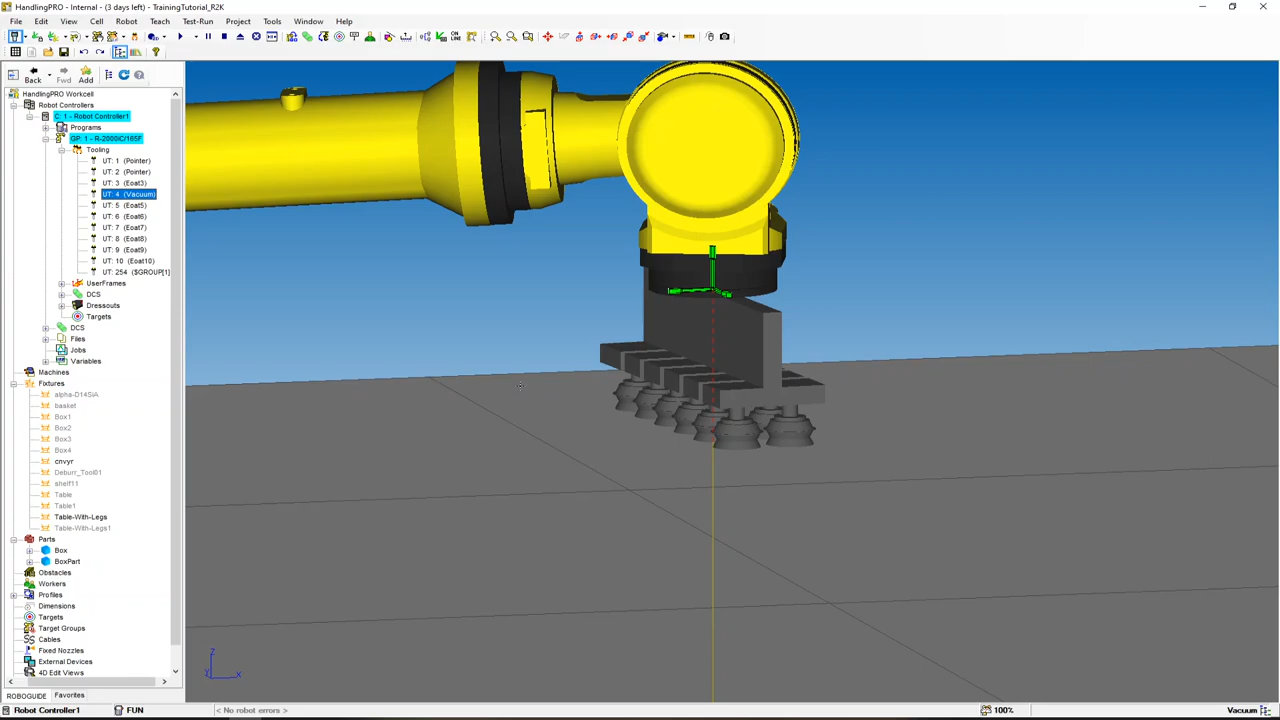 HandlingPRO - Internal - (3 days left) - TrainingTutorial_R2K
File Edit View Cell Robot Teach Test-Run Project Tools Window Help
ON LINE
Back Fwd Add
HandlingPRO Workcell
Robot Controllers
C: 1 - Robot Controller1
Programs
GP: 1 - R-2000iC/165F
Tooling
UT: 1 (Pointer)
UT: 2 (Pointer)
UT: 3 (Eoat3)
UT: 4 (Vacuum)
UT: 5 (Eoat5)
UT: 6 (Eoat6)
UT: 7 (Eoat7)
UT: 8 (Eoat8)
UT: 9 (Eoat9)
UT: 10 (Eoat10)
UT: 254 ($GROUP[1]
UserFrames
DCS
Dressouts
Targets
DCS
Files
Jobs
Variables
Machines
Fixtures
alpha-D14SiA
basket
Box1
Box2
Box3
Box4
cnvyr
Deburr_Tool01
shelf11
Table
Table1
Table-With-Legs
Table-With-Legs1
Parts
Box
BoxPart
Obstacles
Workers
Profiles
Dimensions
Targets
Target Groups
Cables
Fixed Nozzles
External Devices
4D Edit Views
Z
Y X
ROBOGUIDE Favorites
Robot Controller1 FUN < No robot errors > 100% Vacuum